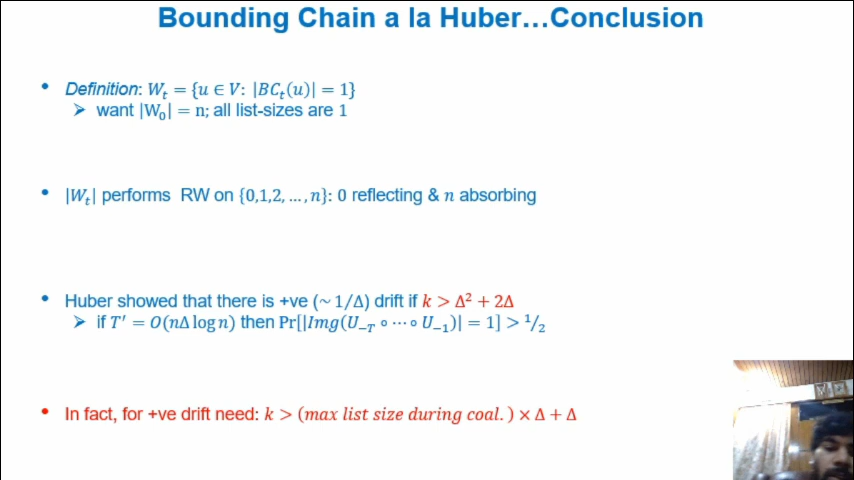 Bounding Chain a la Huber…Conclusion
• Definition: W_t = {u ∈ V: |BC_t(u)| = 1}
➢ want |W_0| = n; all list-sizes are 1
• |W_t| performs RW on {0,1,2, …, n}: 0 reflecting & n absorbing
• Huber showed that there is +ve (~ 1/Δ) drift if k > Δ² + 2Δ
➢ if T′ = O(nΔ log n) then Pr[|Img(U_{−T} ∘ ⋯ ∘ U_{−1})| = 1] > 1/2
• In fact, for +ve drift need: k > (max list size during coal. ) × Δ + Δ